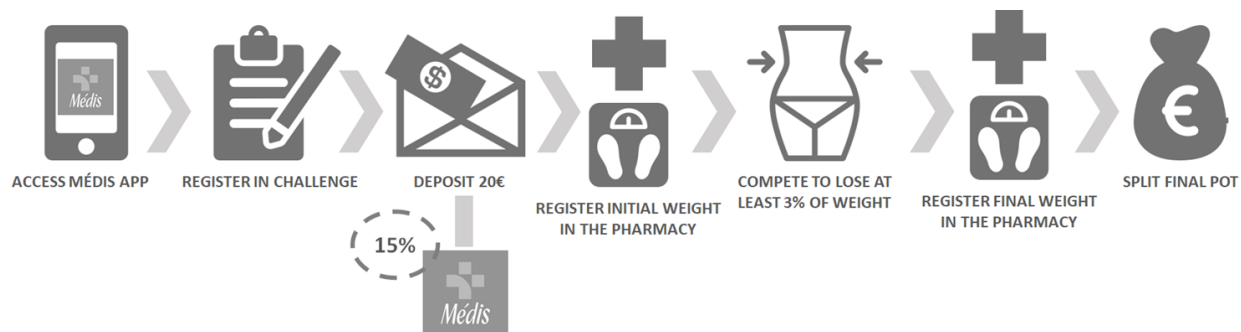 Médis
$
€
ACCESS MÉDIS APP
REGISTER IN CHALLENGE
DEPOSIT 20€
REGISTER INITIAL WEIGHT
IN THE PHARMACY
COMPETE TO LOSE AT
LEAST 3% OF WEIGHT
REGISTER FINAL WEIGHT
IN THE PHARMACY
SPLIT FINAL POT
15%
Médis